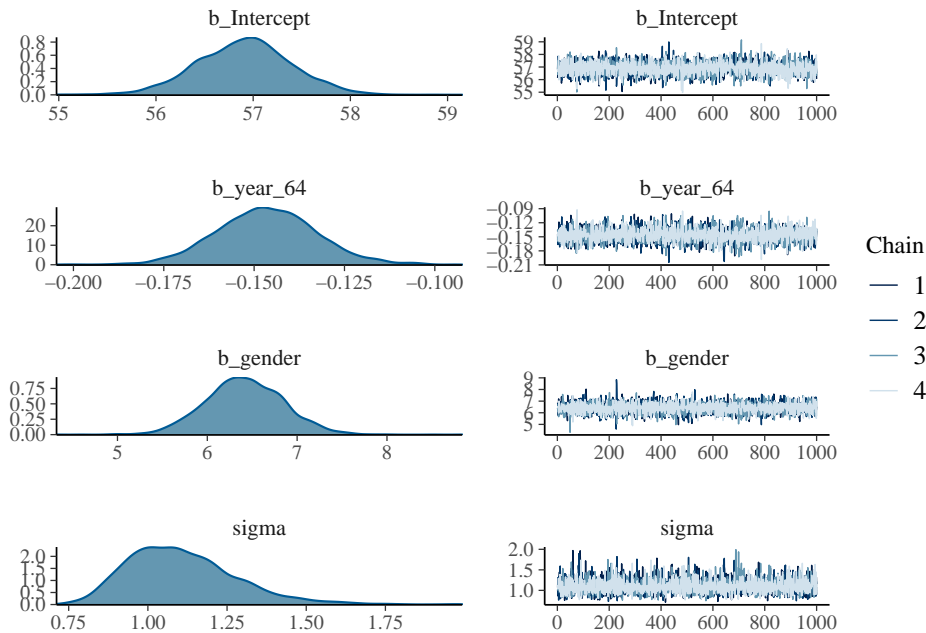 b_Intercept
0.8
0.6
0.4
0.2
0.0
55 56 57 58 59
b_Intercept
59
58
57
56
55
0 200 400 600 800 1000
b_year_64
20
10
0
−0.200 −0.175 −0.150 −0.125 −0.100
b_year_64
−0.09
−0.12
−0.15
−0.18
−0.21
0 200 400 600 800 1000
b_gender
0.75
0.50
0.25
0.00
5 6 7 8
b_gender
9
8
7
6
5
0 200 400 600 800 1000
sigma
2.0
1.5
1.0
0.5
0.0
0.75 1.00 1.25 1.50 1.75
sigma
2.0
1.5
1.0
0 200 400 600 800 1000
Chain
1
2
3
4